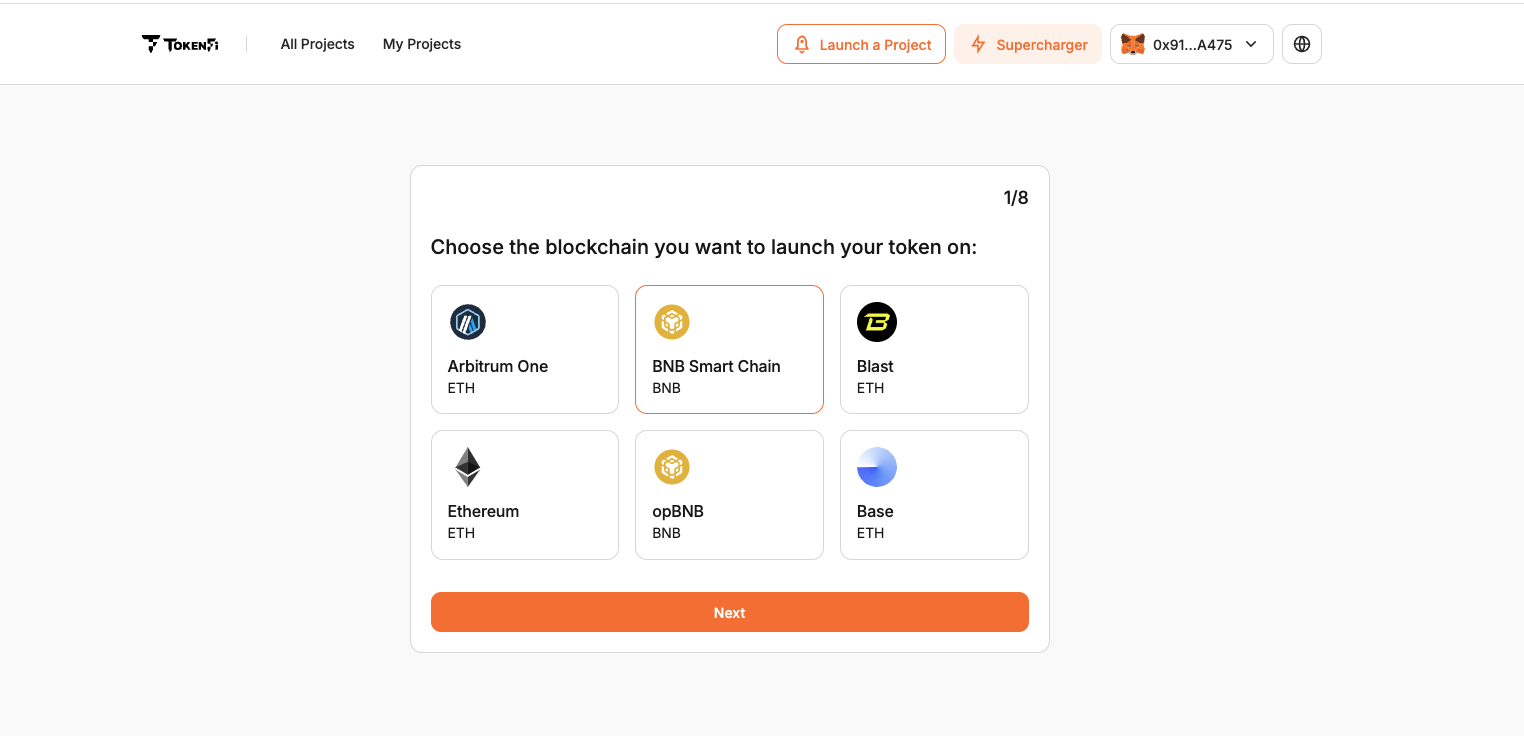 TokenFi
All Projects
My Projects
Launch a Project
Supercharger
0x91...A475
1/8
Choose the blockchain you want to launch your token on:
Arbitrum One
ETH
BNB Smart Chain
BNB
Blast
ETH
Ethereum
ETH
opBNB
BNB
Base
ETH
Next